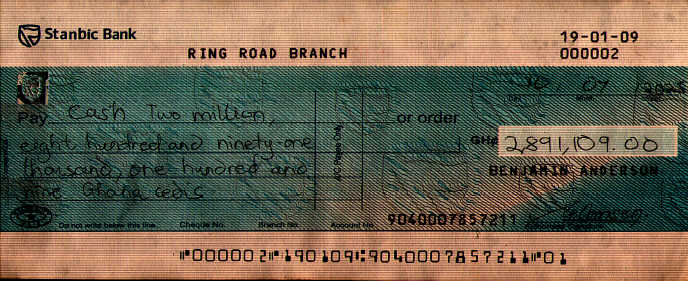 Stanbic Bank
19-01-09
RING ROAD BRANCH
000002
10 07 2025
Pay Cash Two million,
or order
eight hundred and ninety-one
GH¢ 2,891,109.00
thousand, one hundred and
BENJAMIN ANDERSON
nine Ghana cedis
A/C Payee Only
9040007857211
Do not write below this line. Cheque No. Branch No. Account No.
⑈000002⑈190109⑆9040007857211⑈01